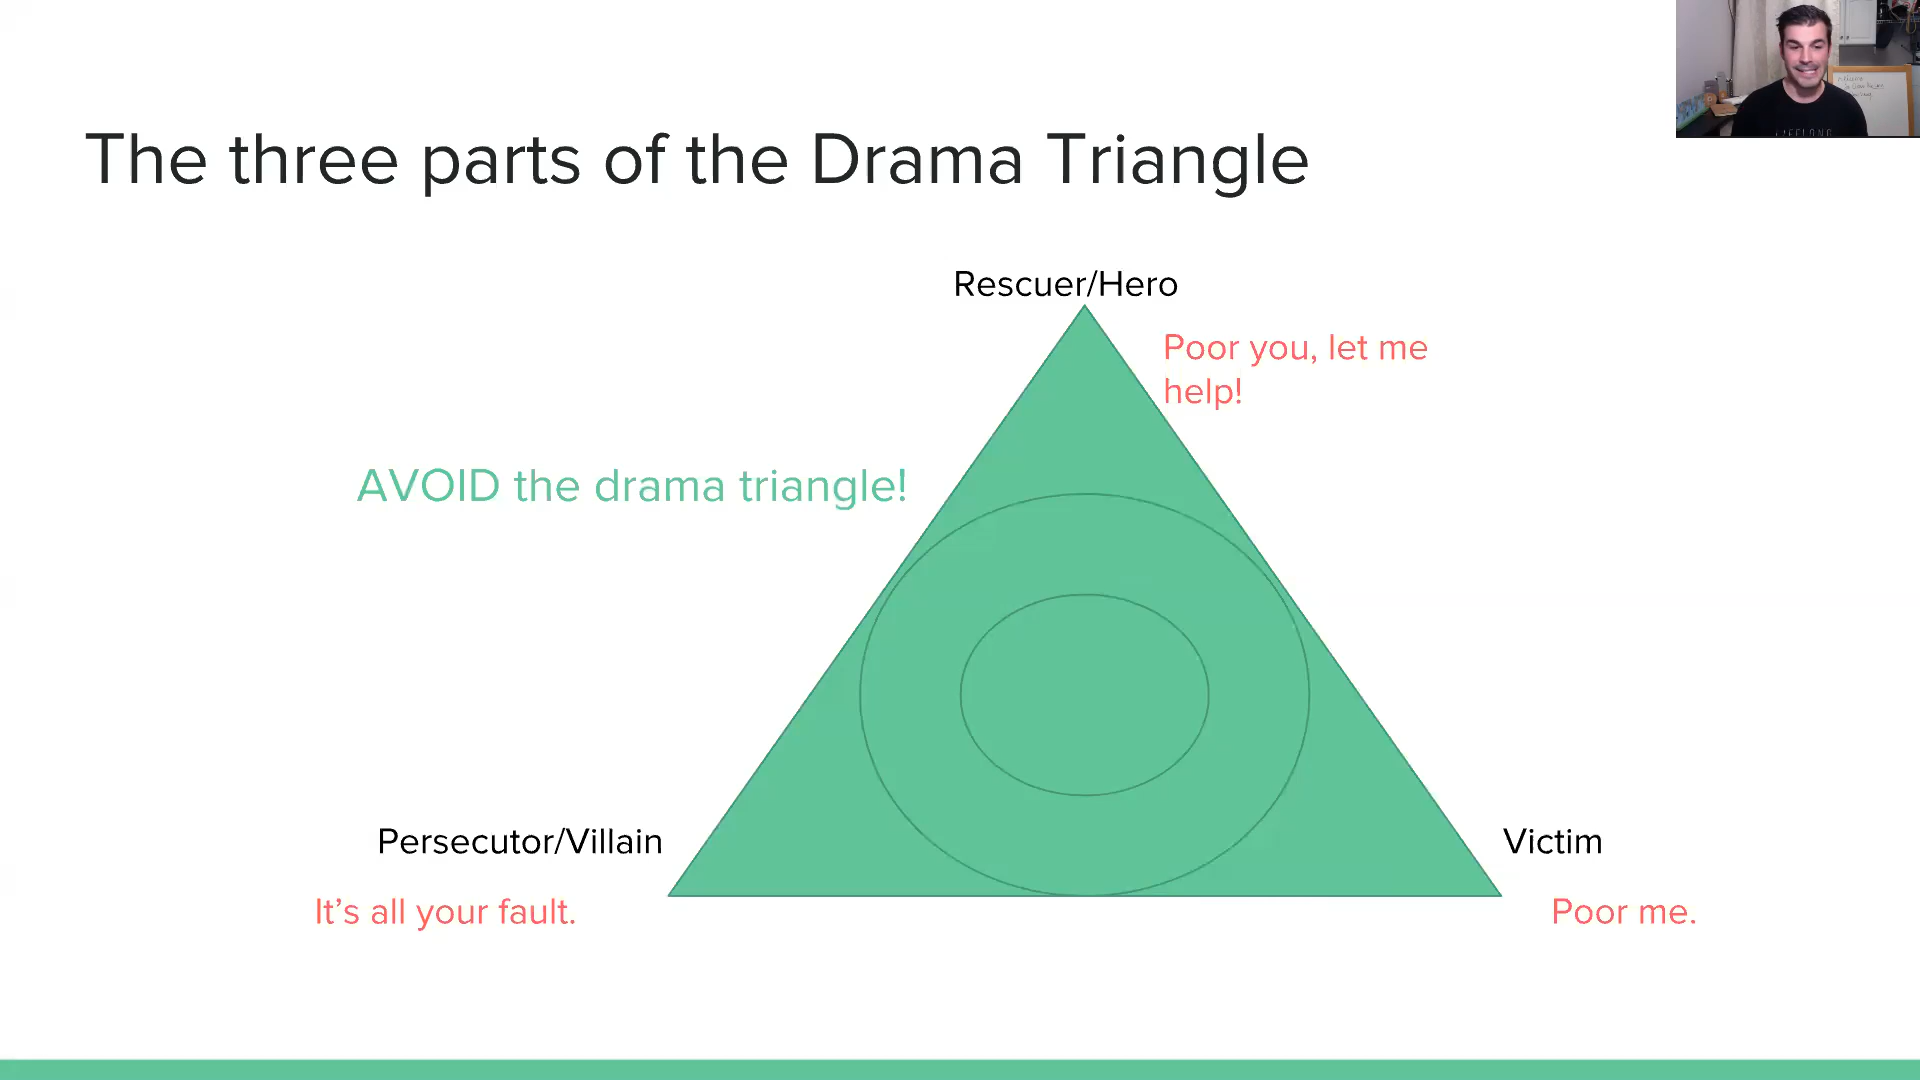 The three parts of the Drama Triangle
Rescuer/Hero
Poor you, let me
help!
AVOID the drama triangle!
Persecutor/Villain
Victim
It’s all your fault.
Poor me.
LIFELONG